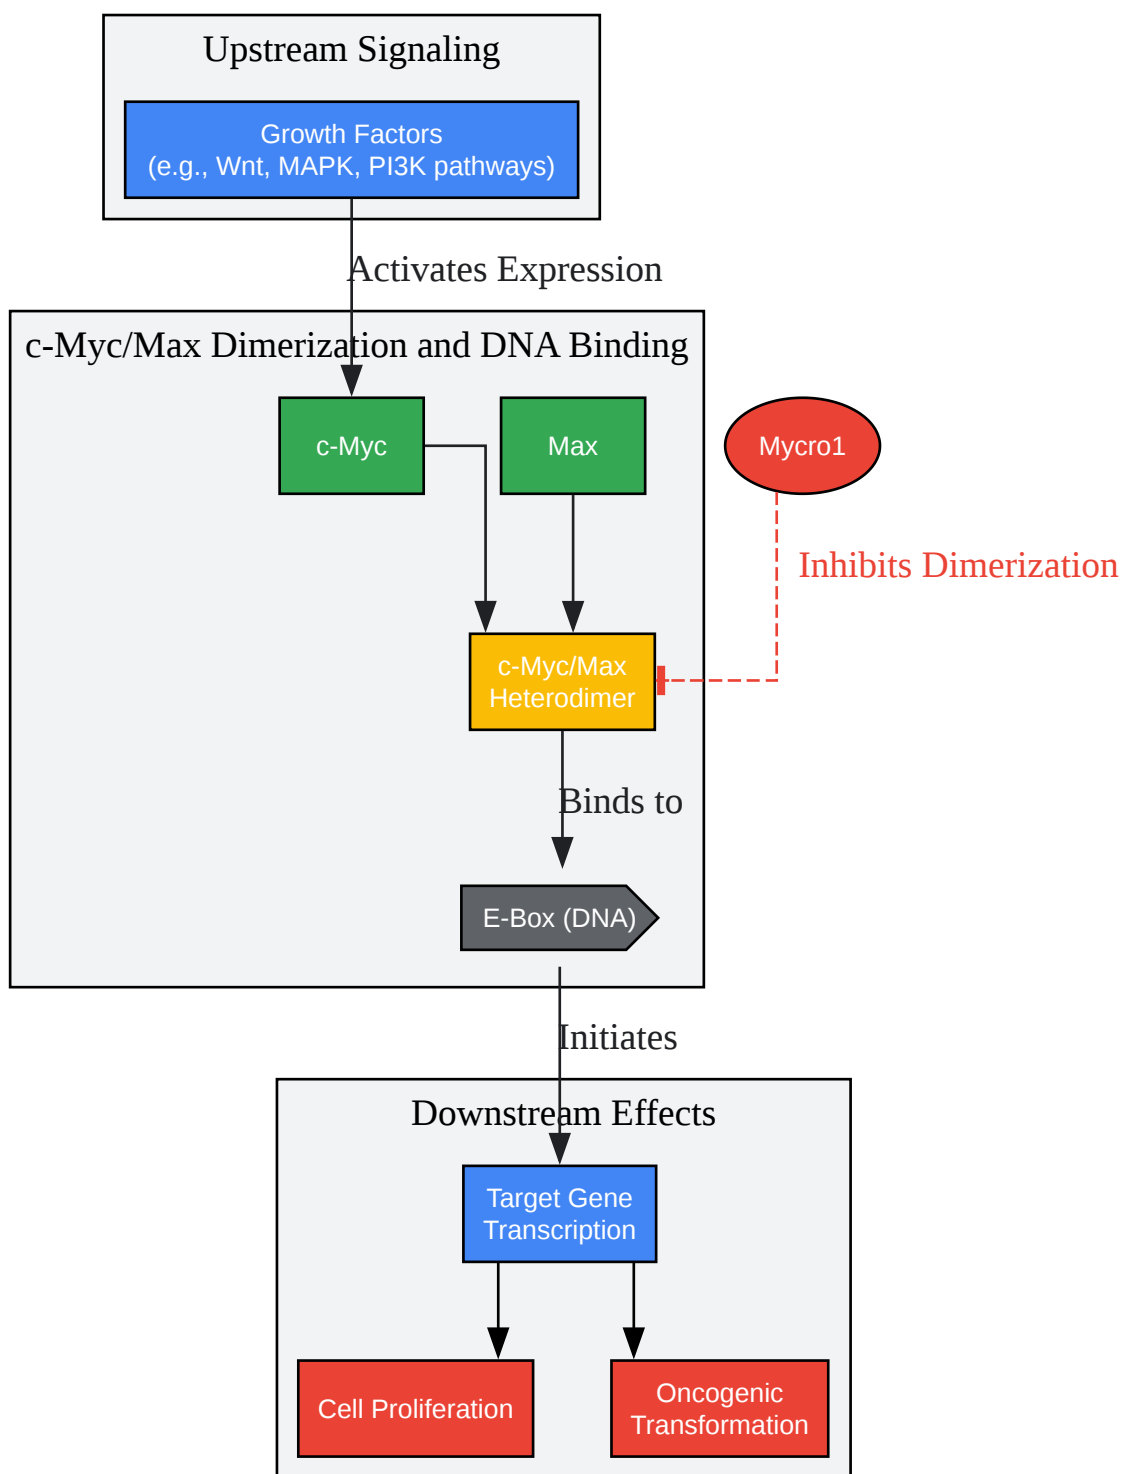 Upstream Signaling
Growth Factors
(e.g., Wnt, MAPK, PI3K pathways)
Activates Expression
c-Myc/Max Dimerization and DNA Binding
c-Myc
Max
Mycro1
Inhibits Dimerization
c-Myc/Max
Heterodimer
Binds to
E-Box (DNA)
Initiates
Downstream Effects
Target Gene
Transcription
Cell Proliferation
Oncogenic
Transformation